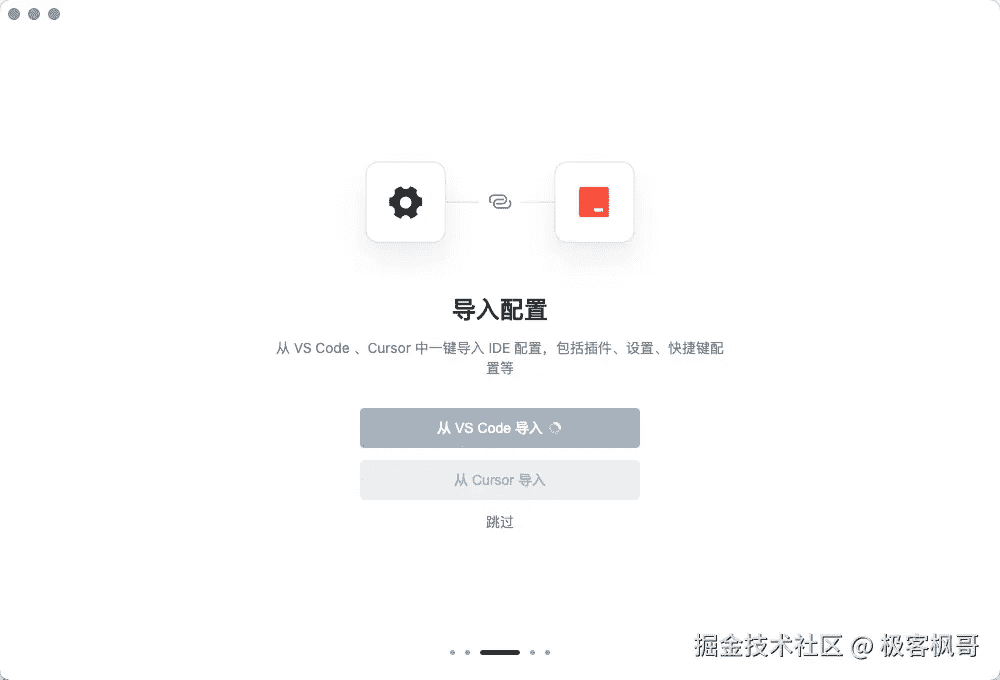 导入配置
从 VS Code 、Cursor 中一键导入 IDE 配置，包括插件、设置、快捷键配
置等
从 VS Code 导入
从 Cursor 导入
跳过
掘金技术社区 @ 极客枫哥